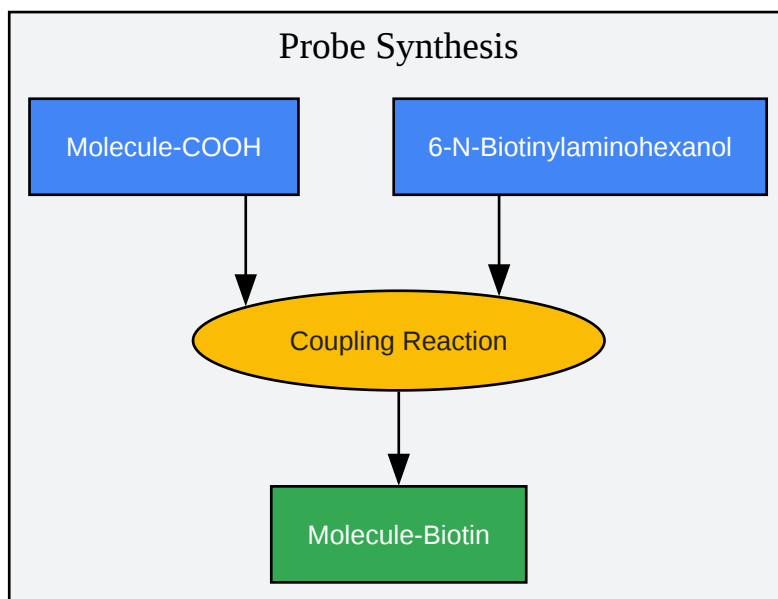 Probe Synthesis
Molecule-COOH
6-N-Biotinylaminohexanol
Coupling Reaction
Molecule-Biotin